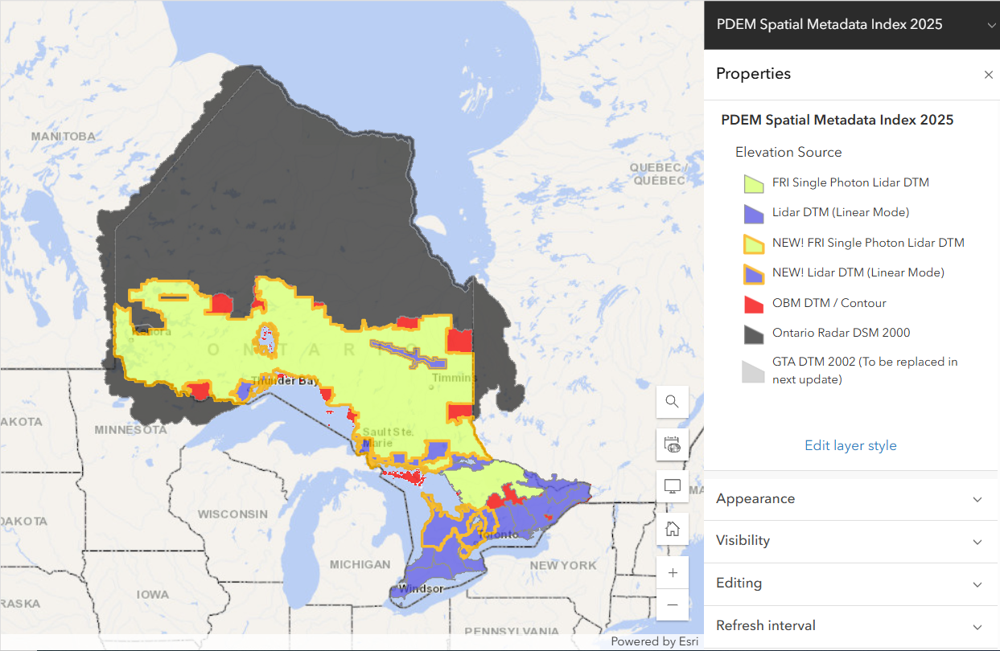 PDEM Spatial Metadata Index 2025
Properties
PDEM Spatial Metadata Index 2025
Elevation Source
FRI Single Photon Lidar DTM
Lidar DTM (Linear Mode)
NEW! FRI Single Photon Lidar DTM
NEW! Lidar DTM (Linear Mode)
OBM DTM / Contour
Ontario Radar DSM 2000
GTA DTM 2002 (To be replaced in
next update)
Edit layer style
Appearance
Visibility
Editing
Refresh interval
MANITOBA
QUEBEC /
QUÉBEC
Kenora
ONTARIO
Timmins
Thunder Bay
AKOTA
MINNESOTA
Sault Ste.
Marie
MA
WISCONSIN
DAKOTA
Toronto
MICHIGAN
NEW YORK
Windsor
IOWA
RASKA
PENNSYLVANIA
Powered by Esri